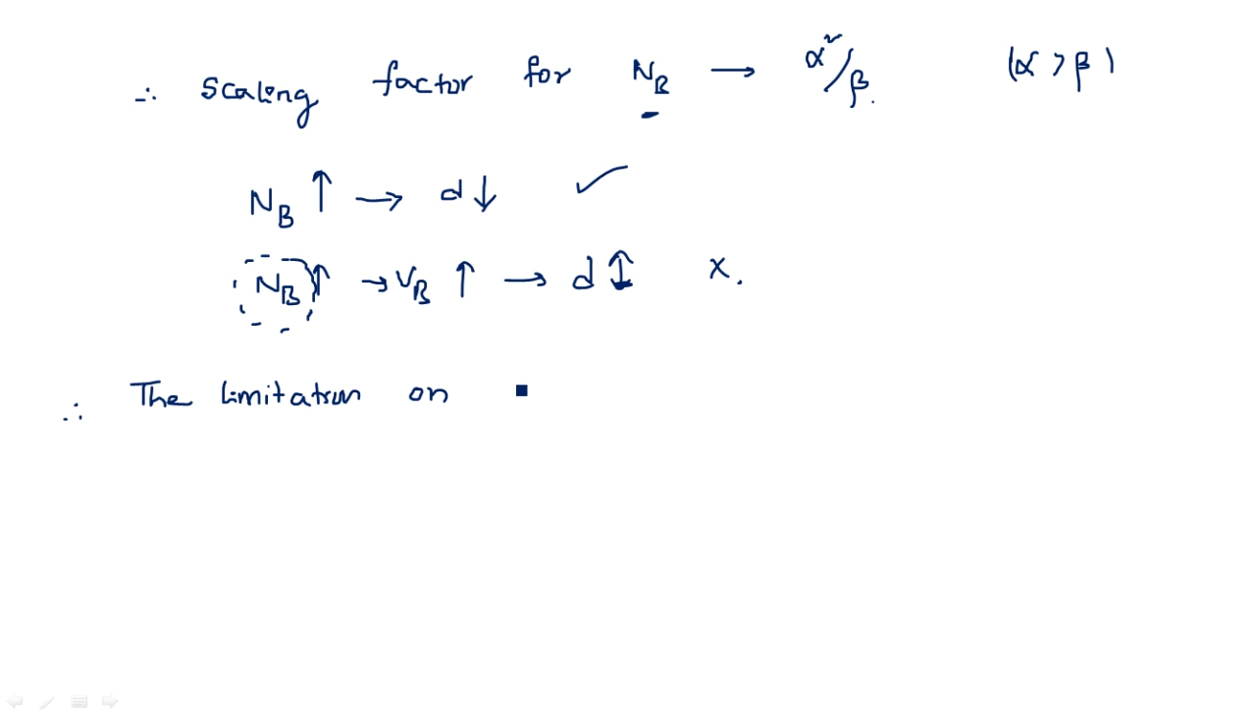 ∴ Scaling factor for N_B → α²/β. (α > β)
N_B ↑ → d ↓ ✓
N_B ↑ → V_B ↑ → d ↑ x.
∴ The limitation on